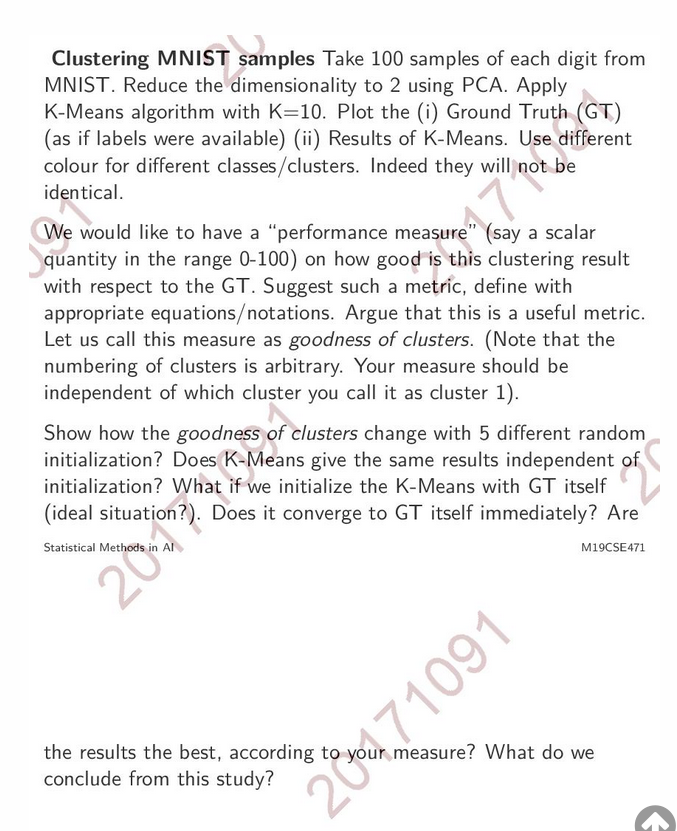 Clustering MNIST samples Take 100 samples of each digit from
MNIST. Reduce the dimensionality to 2 using PCA. Apply
K-Means algorithm with K=10. Plot the (i) Ground Truth (GT)
(as if labels were available) (ii) Results of K-Means. Use different
colour for different classes/clusters. Indeed they will not be
identical.
We would like to have a “performance measure” (say a scalar
quantity in the range 0-100) on how good is this clustering result
with respect to the GT. Suggest such a metric, define with
appropriate equations/notations. Argue that this is a useful metric.
Let us call this measure as goodness of clusters. (Note that the
numbering of clusters is arbitrary. Your measure should be
independent of which cluster you call it as cluster 1).
Show how the goodness of clusters change with 5 different random
initialization? Does K-Means give the same results independent of
initialization? What if we initialize the K-Means with GT itself
(ideal situation?). Does it converge to GT itself immediately? Are
Statistical Methods in AI
M19CSE471
the results the best, according to your measure? What do we
conclude from this study?
20
20171091
091
20171091
20
20171091